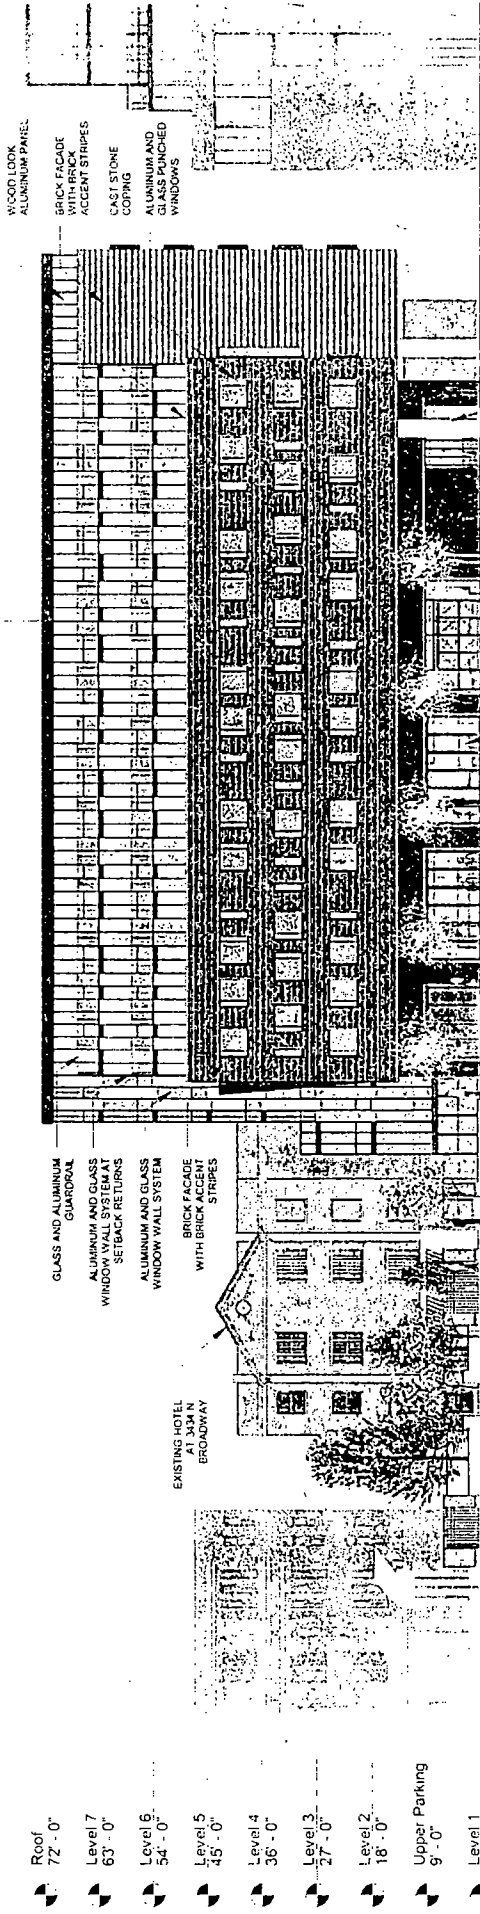 WOOD LOOK
ALUMINUM PANEL
BRICK FACADE
WITH BRICK
ACCENT STRIPES
CAST STONE
COPING
ALUMINUM AND
GLASS PUNCHED
WINDOWS
GLASS AND ALUMINUM
GUARDRAIL
ALUMINUM AND GLASS
WINDOW WALL SYSTEM AT
SETBACK RETURNS
ALUMINUM AND GLASS
WINDOW WALL SYSTEM
BRICK FACADE
WITH BRICK ACCENT
STRIPES
EXISTING HOTEL
AT 3434 N
BROADWAY
Roof
72' - 0"
Level 7
63' - 0"
Level 6
54' - 0"
Level 5
45' - 0"
Level 4
36' - 0"
Level 3
27' - 0"
Level 2
18' - 0"
Upper Parking
9' - 0"
Level 1